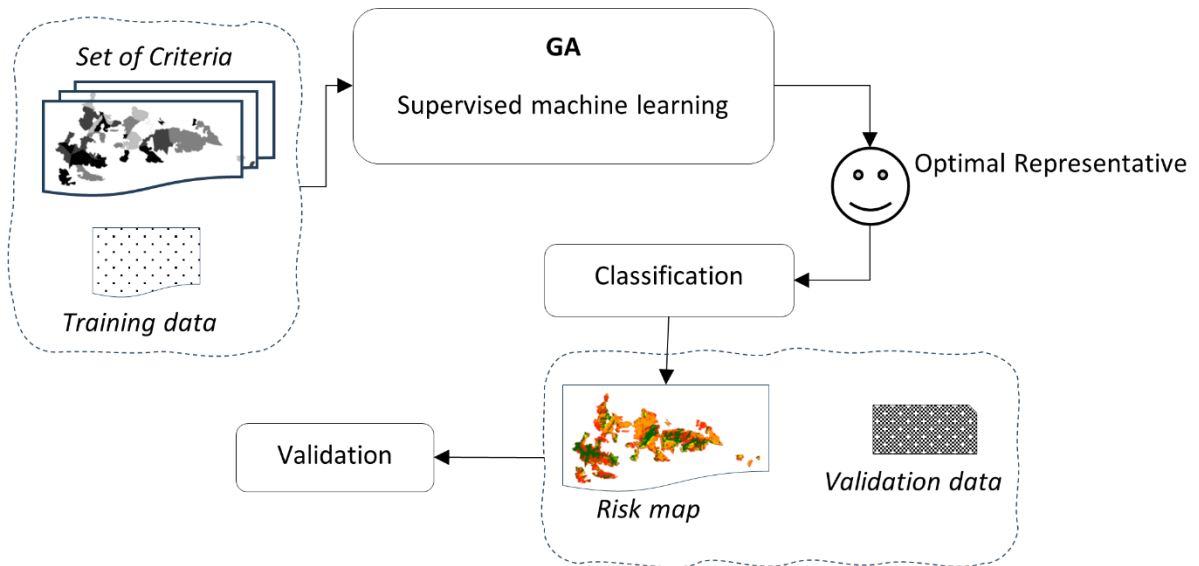 Set of Criteria
Training data
GA
Supervised machine learning
Optimal Representative
Classification
Risk map
Validation data
Validation